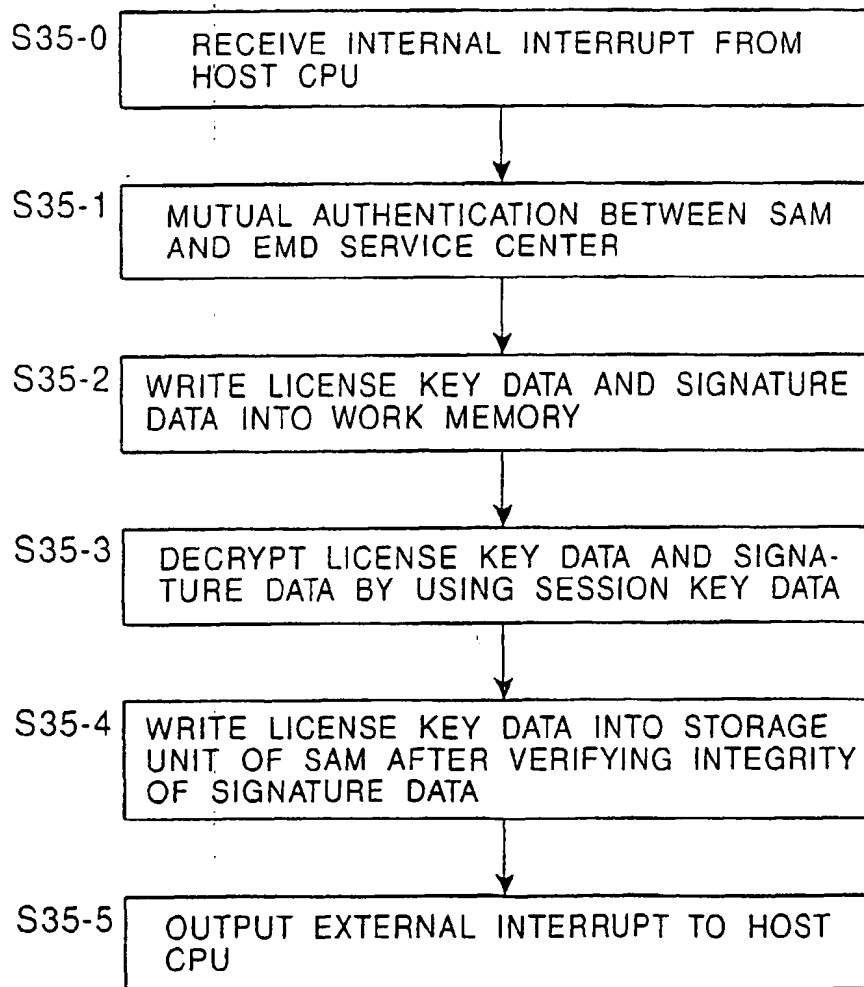 S35-0
RECEIVE INTERNAL INTERRUPT FROM
HOST CPU
S35-1
MUTUAL AUTHENTICATION BETWEEN SAM
AND EMD SERVICE CENTER
S35-2
WRITE LICENSE KEY DATA AND SIGNATURE
DATA INTO WORK MEMORY
S35-3
DECRYPT LICENSE KEY DATA AND SIGNA-
TURE DATA BY USING SESSION KEY DATA
S35-4
WRITE LICENSE KEY DATA INTO STORAGE
UNIT OF SAM AFTER VERIFYING INTEGRITY
OF SIGNATURE DATA
S35-5
OUTPUT EXTERNAL INTERRUPT TO HOST
CPU